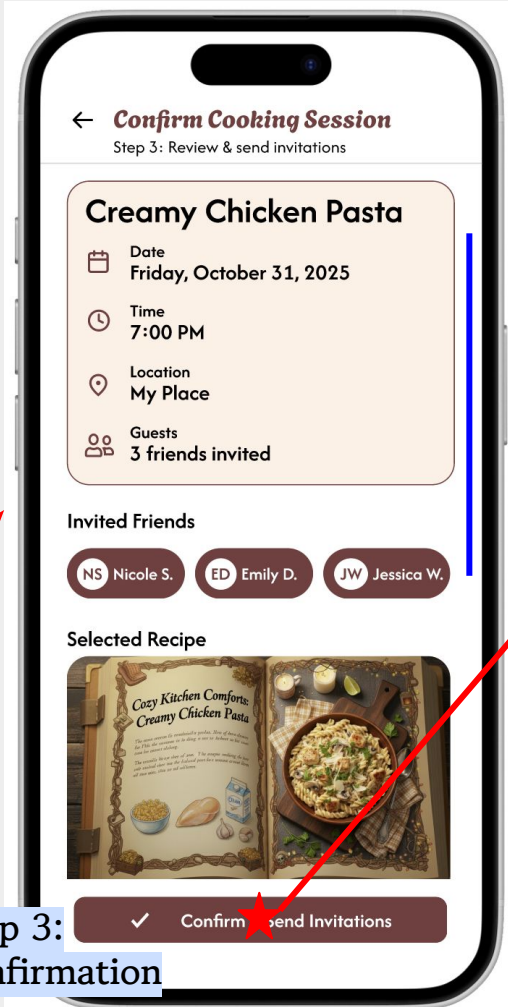 Confirm Cooking Session
Step 3: Review & send invitations
Creamy Chicken Pasta
Date
Friday, October 31, 2025
Time
7:00 PM
Location
My Place
Guests
3 friends invited
Invited Friends
NS Nicole S.
ED Emily D.
JW Jessica W.
Selected Recipe
Cozy Kitchen Comforts:
Creamy Chicken Pasta
Confirm end Invitations
p 3:
nfirmation